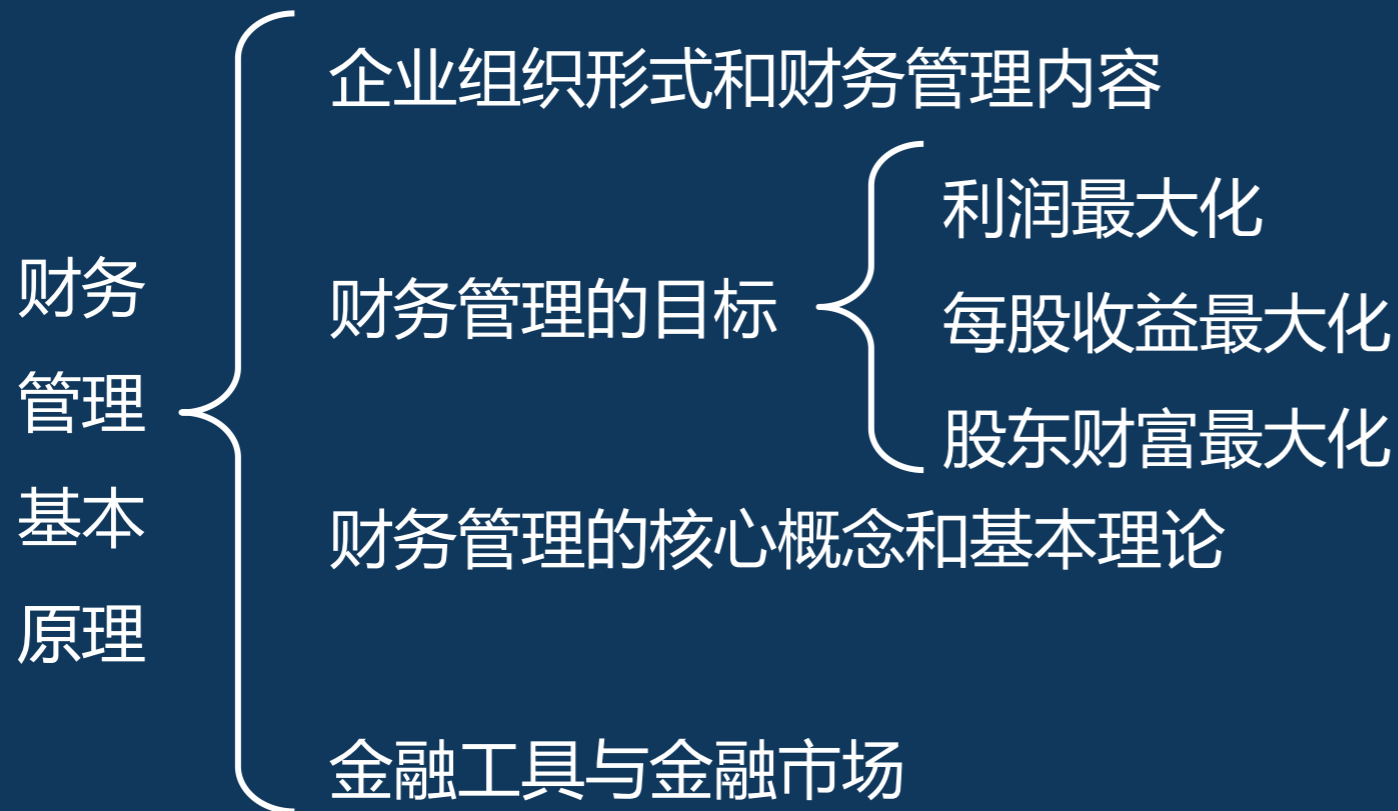 财务
管理
基本
原理
企业组织形式和财务管理内容
财务管理的目标
利润最大化
每股收益最大化
股东财富最大化
财务管理的核心概念和基本理论
金融工具与金融市场